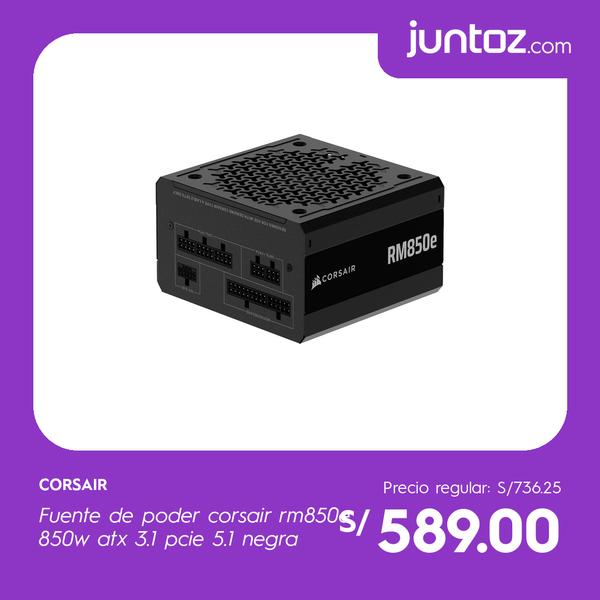 juntoz.com
RM850e
CORSAIR
CORSAIR
Precio regular: S/736.25
Fuente de poder corsair rm850e
850w atx 3.1 pcie 5.1 negra
S/ 589.00